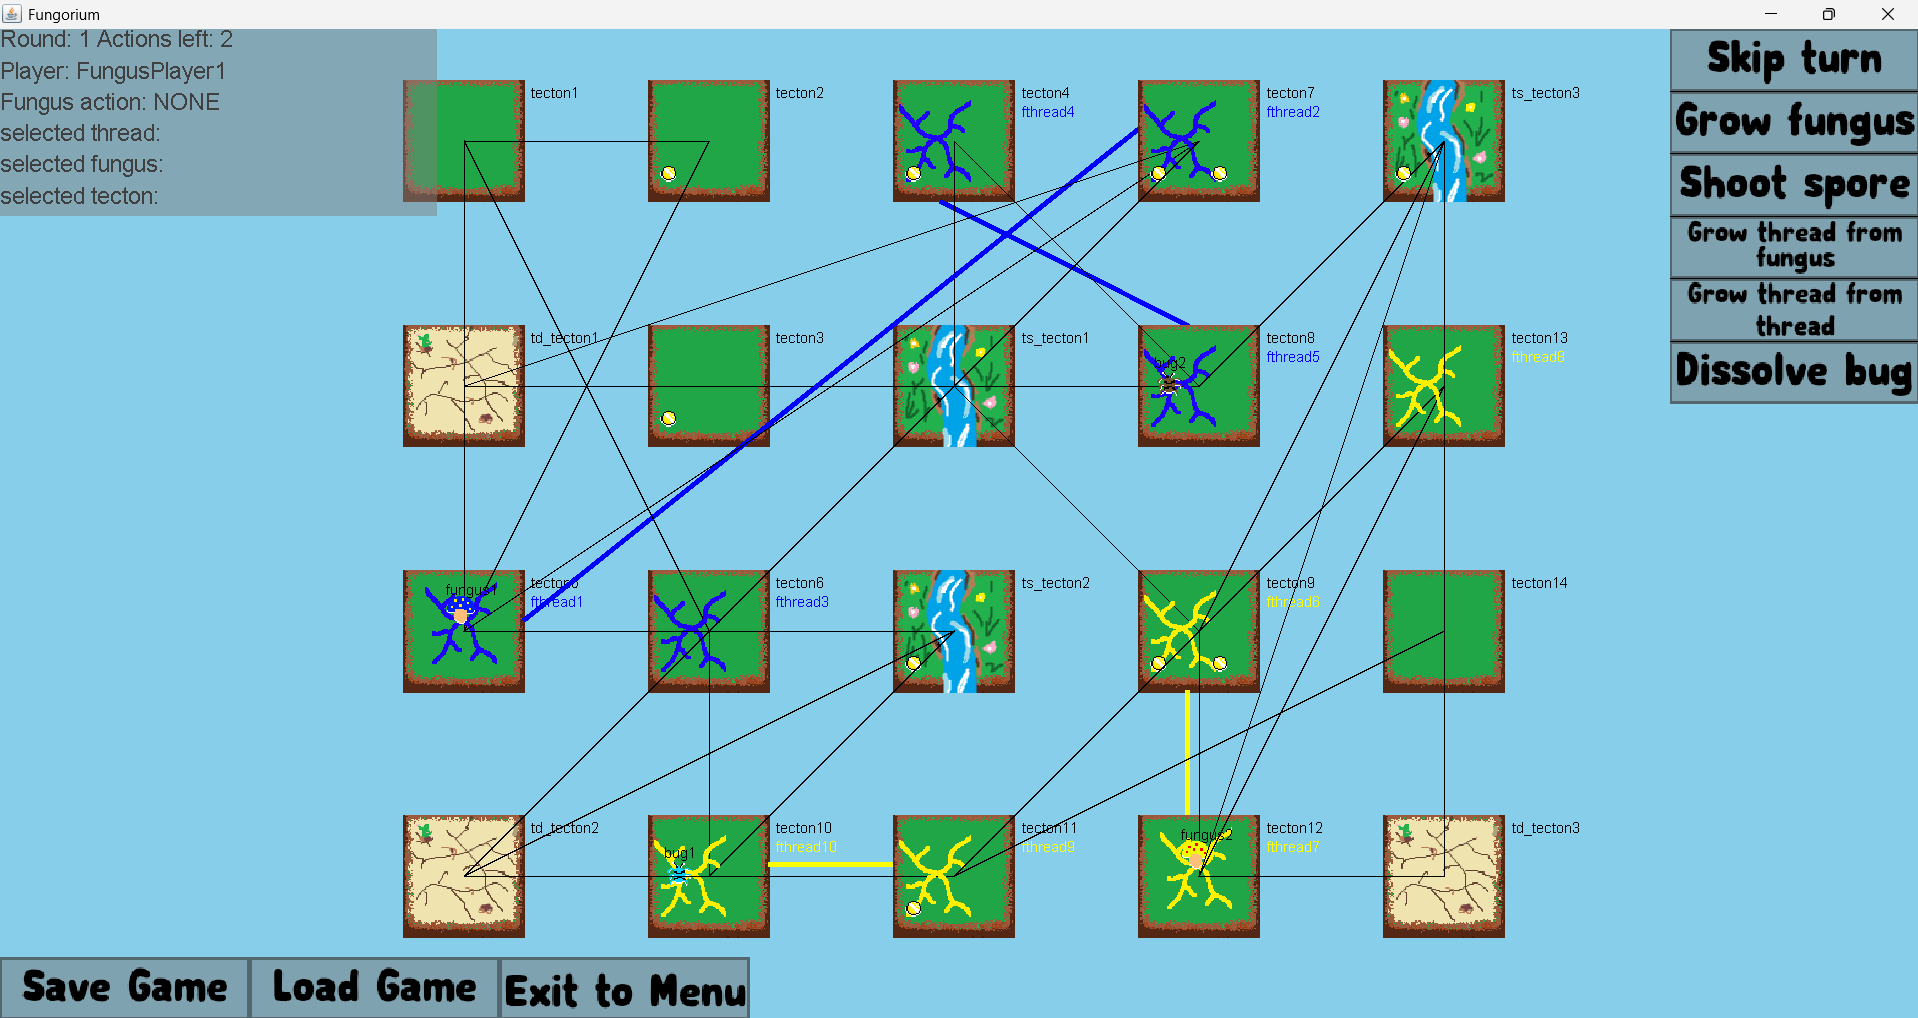 Fungorium
Round: 1 Actions left: 2
Player: FungusPlayer1
Fungus action: NONE
selected thread:
selected fungus:
selected tecton:
Skip turn
Grow fungus
Shoot spore
Grow thread from
fungus
Grow thread from
thread
Dissolve bug
tecton1
tecton2
tecton4
fthread4
tecton7
fthread2
ts_tecton3
td_tecton1
tecton3
ts_tecton1
tecton8
fthread5
bug2
tecton13
fthread8
fungus1
fthread1
tecton6
fthread3
ts_tecton2
tecton9
fthread6
tecton14
td_tecton2
tecton10
fthread10
bug1
tecton11
fthread9
fungus2
tecton12
fthread7
td_tecton3
Save Game
Load Game
Exit to Menu